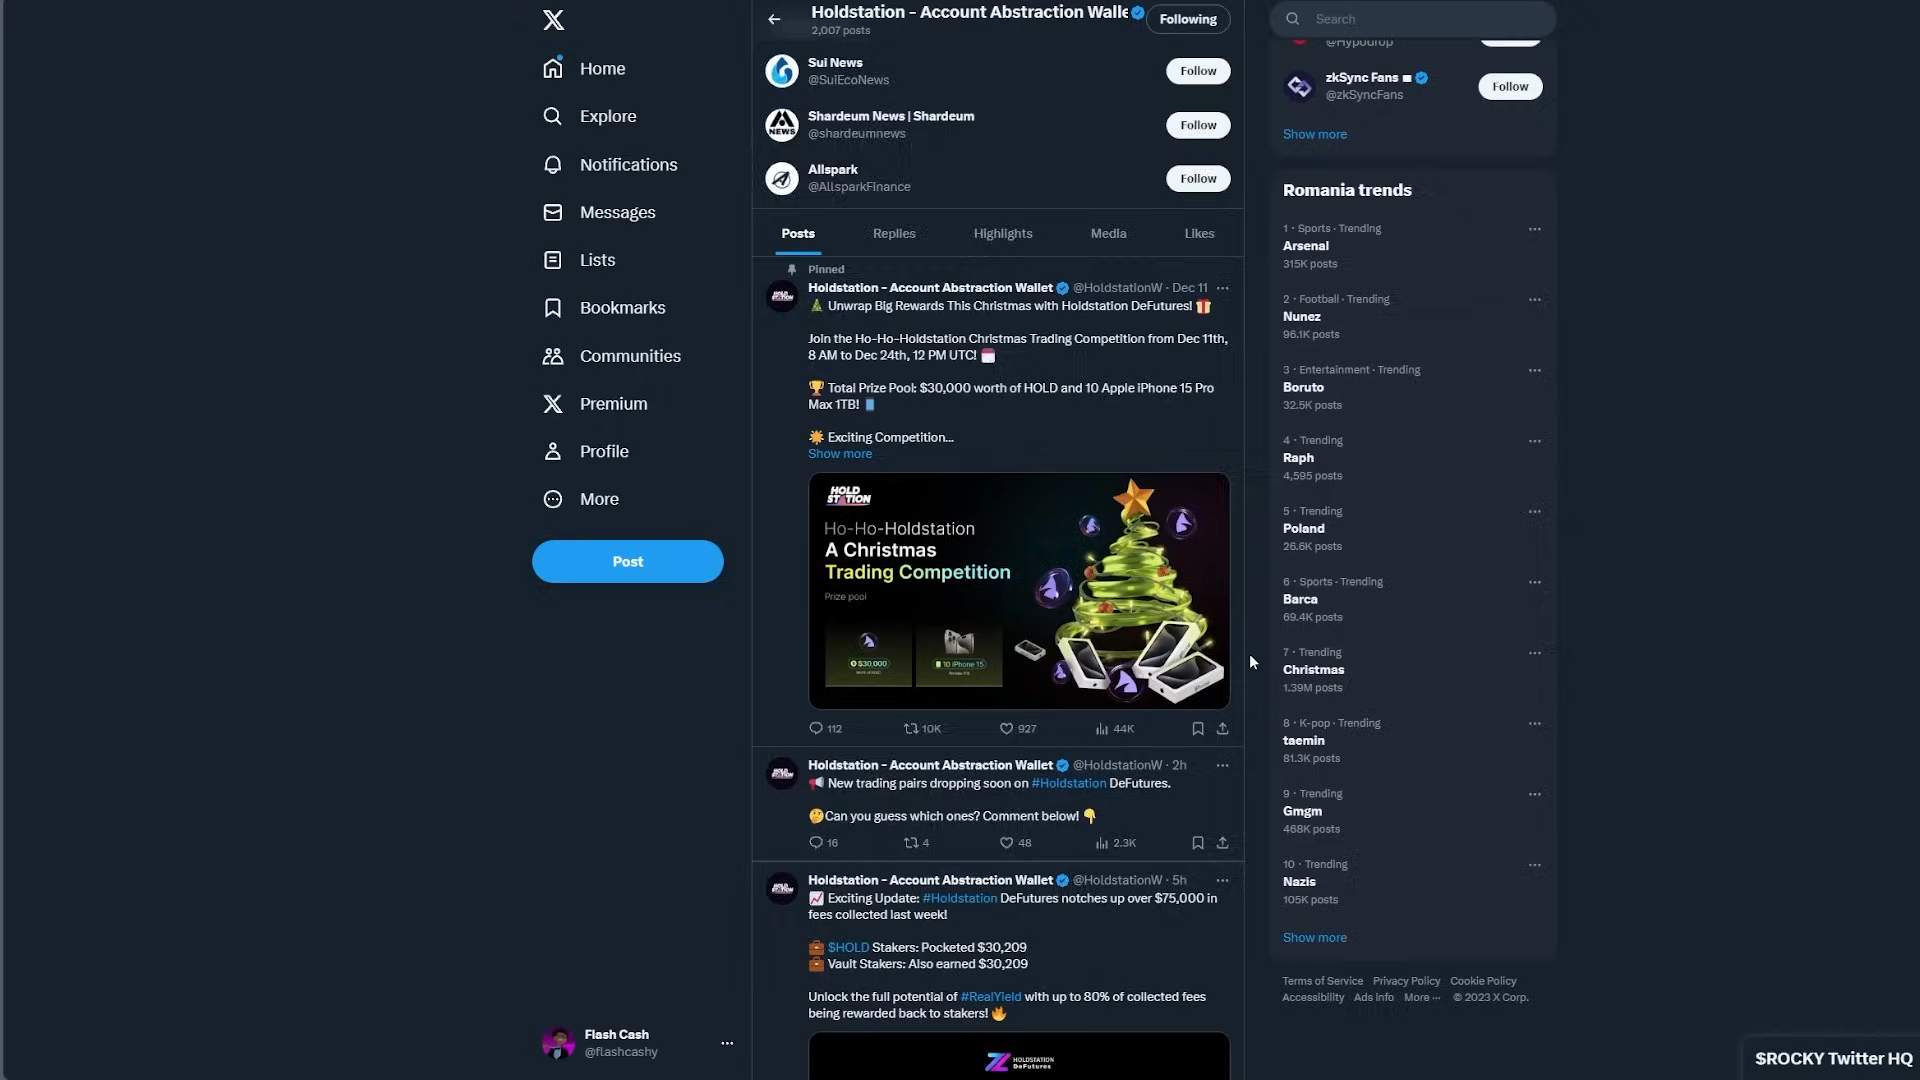 Home
Explore
Notifications
Messages
Lists
Bookmarks
Communities
Premium
Profile
More
Post
Flash Cash
@flashcashy
Holdstation - Account Abstraction Walle
2,007 posts
Following
Sui News
@SuiEcoNews
Follow
Shardeum News | Shardeum
@shardeumnews
Follow
Allspark
@AllsparkFinance
Follow
Posts
Replies
Highlights
Media
Likes
Pinned
Holdstation - Account Abstraction Wallet @HoldstationW · Dec 11
🎄 Unwrap Big Rewards This Christmas with Holdstation DeFutures! 🎁
Join the Ho-Ho-Holdstation Christmas Trading Competition from Dec 11th,
8 AM to Dec 24th, 12 PM UTC! 🗓️
🏆 Total Prize Pool: $30,000 worth of HOLD and 10 Apple iPhone 15 Pro
Max 1TB! 📱
🌟 Exciting Competition...
Show more
HOLD
STATION
Ho-Ho-Holdstation
A Christmas
Trading Competition
Prize pool
$30,000
10 iPhone 15
112
10K
927
44K
Holdstation - Account Abstraction Wallet @HoldstationW · 2h
📢 New trading pairs dropping soon on #Holdstation DeFutures.
🤔Can you guess which ones? Comment below! 👇
16
4
48
2.3K
Holdstation - Account Abstraction Wallet @HoldstationW · 5h
📈 Exciting Update: #Holdstation DeFutures notches up over $75,000 in
fees collected last week!
💼 $HOLD Stakers: Pocketed $30,209
💼 Vault Stakers: Also earned $30,209
Unlock the full potential of #RealYield with up to 80% of collected fees
being rewarded back to stakers! 🔥
HOLDSTATION
DeFutures
Search
@Hypodrop
zkSync Fans
@zkSyncFans
Follow
Show more
Romania trends
1 · Sports · Trending
Arsenal
315K posts
2 · Football · Trending
Nunez
96.1K posts
3 · Entertainment · Trending
Boruto
32.5K posts
4 · Trending
Raph
4,595 posts
5 · Trending
Poland
26.6K posts
6 · Sports · Trending
Barca
69.4K posts
7 · Trending
Christmas
1.39M posts
8 · K-pop · Trending
taemin
81.3K posts
9 · Trending
Gmgm
468K posts
10 · Trending
Nazis
105K posts
Show more
Terms of Service Privacy Policy Cookie Policy
Accessibility Ads info More ··· © 2023 X Corp.
$ROCKY Twitter HQ